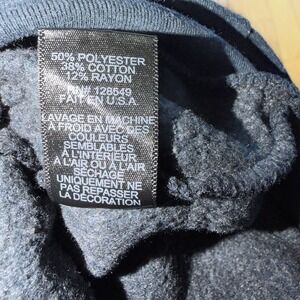 50% POLYESTER
38% COTTON
12% RAYON
RN# 128549
FAIT EN U.S.A.
LAVAGE EN MACHINE
À FROID AVEC DES
COULEURS
SEMBLABLES
À L'INTÉRIEUR
À L'AIR OU À L'AIR
SECHAGE
UNIQUEMENT NE
PAS REPASSER
LA DÉCORATION